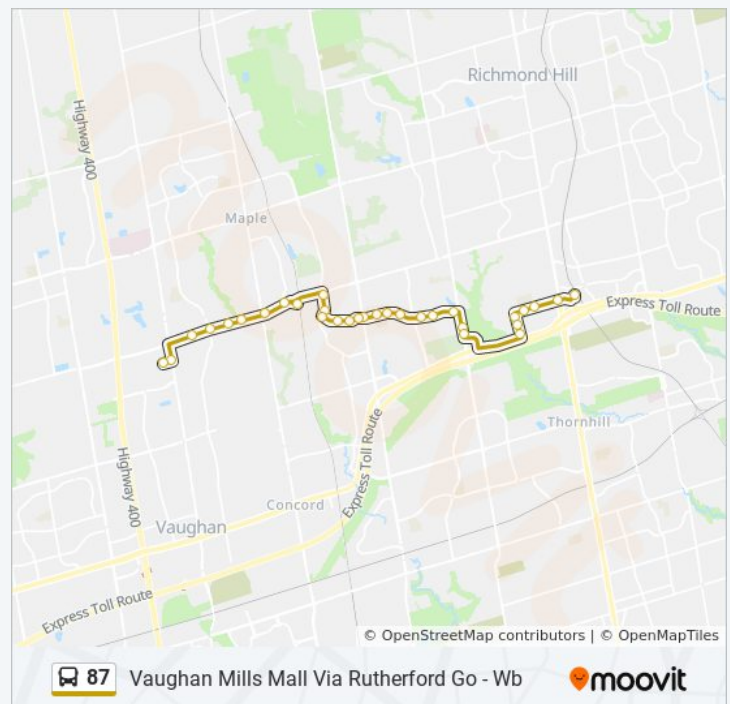 Richmond Hill
Highway 400
Maple
Express Toll Route
Express Toll Route
Thornhill
Highway 400
Concord
Vaughan
Express Toll Route
© OpenStreetMap contributors | © OpenMapTiles
87 Vaughan Mills Mall Via Rutherford Go - Wb moovit